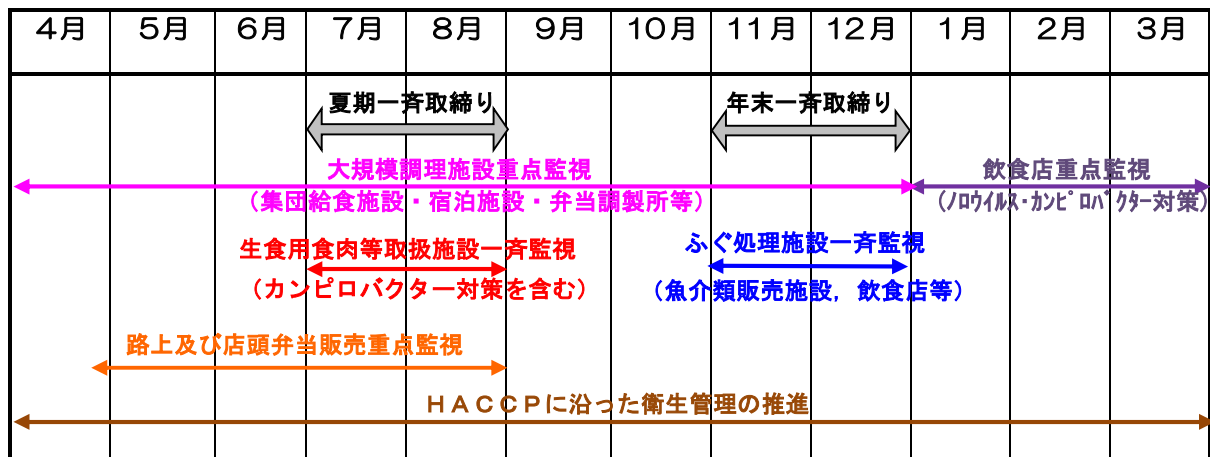 4月 5月 6月 7月 8月 9月 10月 11月 12月 1月 2月 3月
夏期一斉取締り 年末一斉取締り
大規模調理施設重点監視 飲食店重点監視
（集団給食施設・宿泊施設・弁当調製所等） (ﾉﾛｳｲﾙｽ・ｶﾝﾋﾟﾛﾊﾞｸﾀｰ対策)
生食用食肉等取扱施設一斉監視 ふぐ処理施設一斉監視
（カンピロバクター対策を含む） （魚介類販売施設，飲食店等）
路上及び店頭弁当販売重点監視
ＨＡＣＣＰに沿った衛生管理の推進